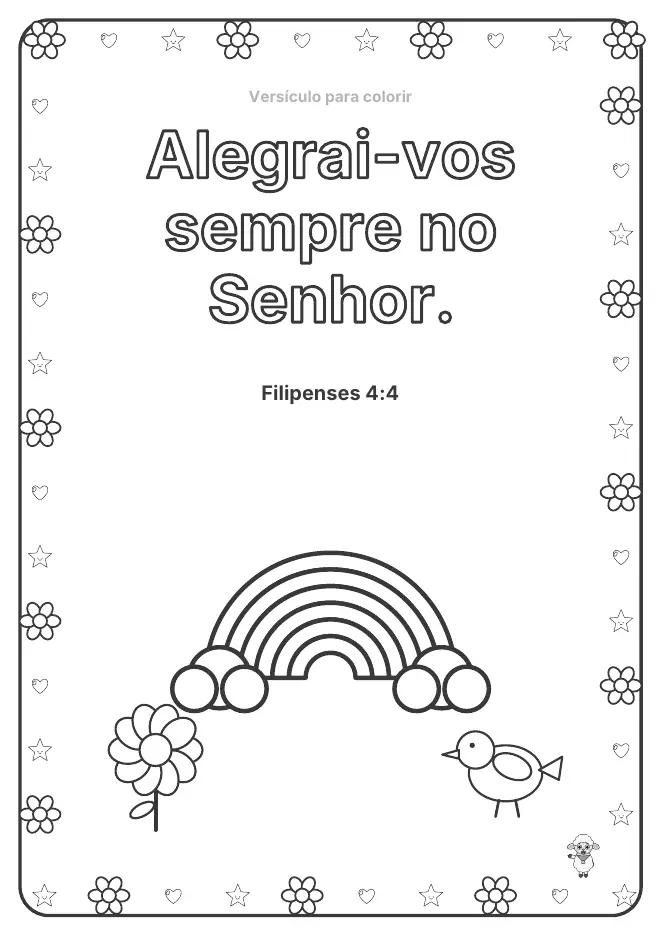 Versículo para colorir
Alegrai-vos
sempre no
Senhor.
Filipenses 4:4